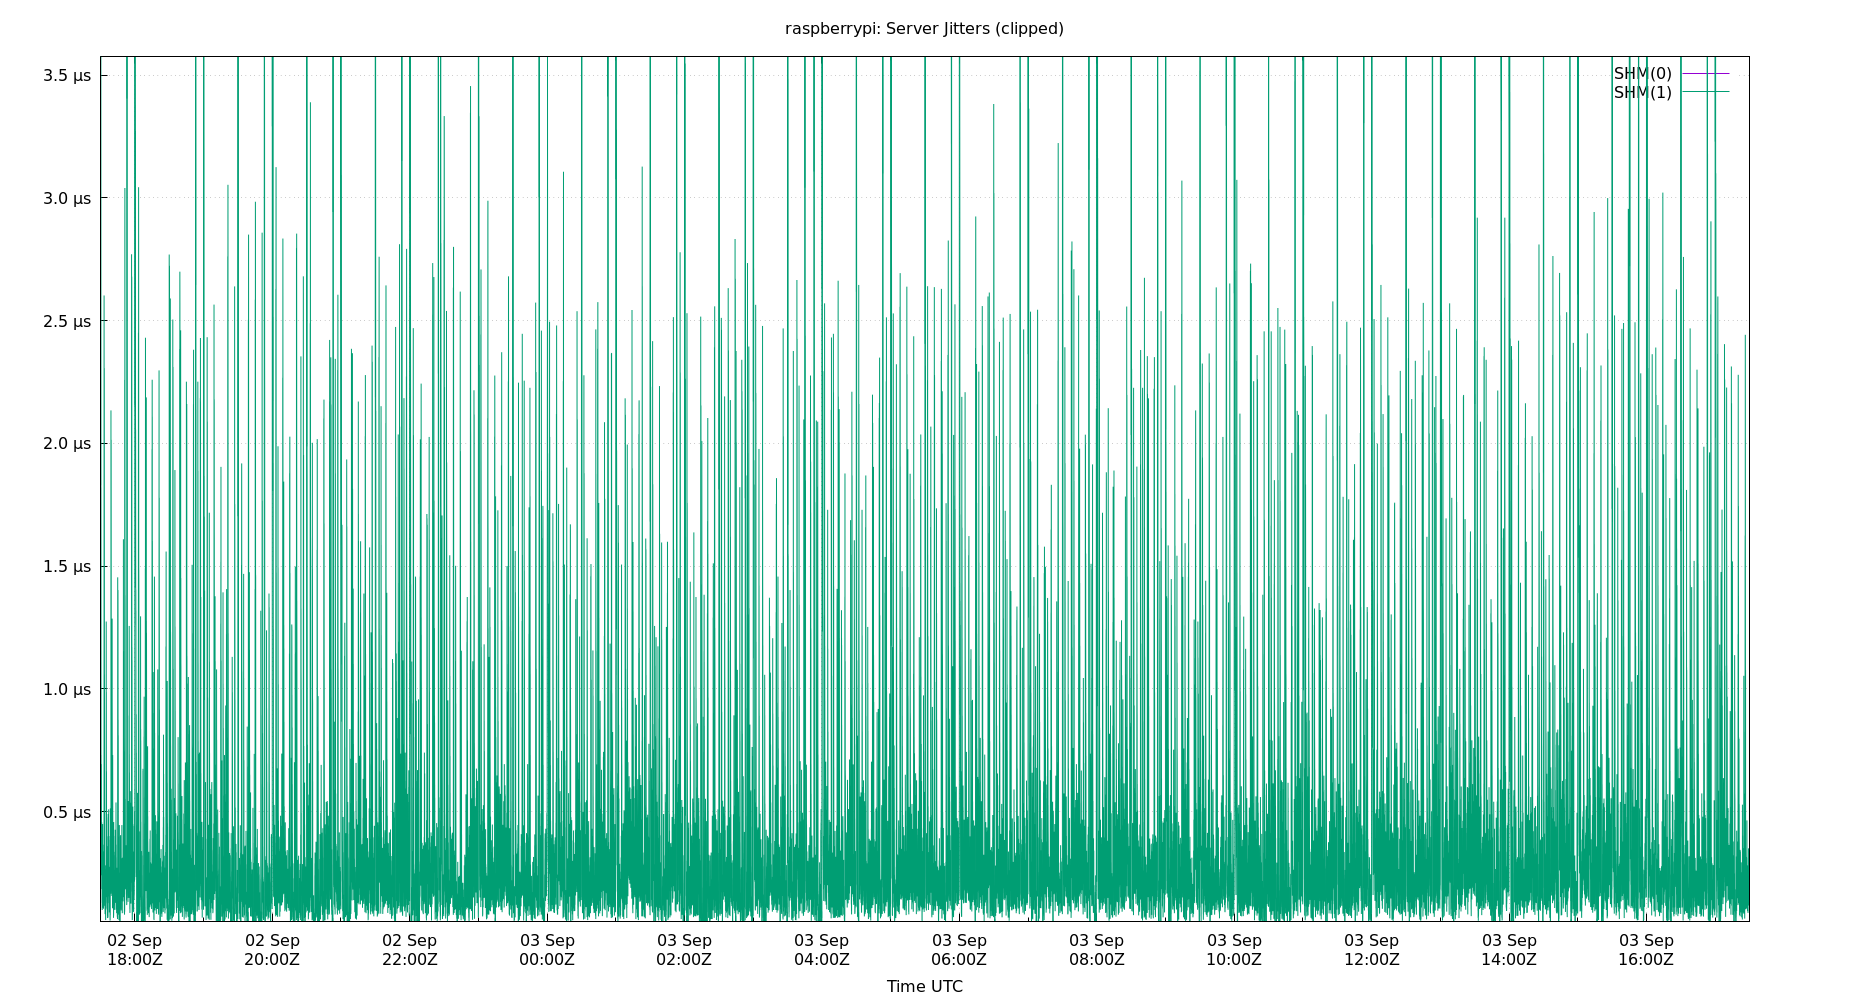 raspberrypi: Server Jitters (clipped)
3.5 µs
3.0 µs
2.5 µs
2.0 µs
1.5 µs
1.0 µs
0.5 µs
SHM(0)
SHM(1)
02 Sep 02 Sep 02 Sep 03 Sep 03 Sep 03 Sep 03 Sep 03 Sep 03 Sep 03 Sep 03 Sep 03 Sep
18:00Z 20:00Z 22:00Z 00:00Z 02:00Z 04:00Z 06:00Z 08:00Z 10:00Z 12:00Z 14:00Z 16:00Z
Time UTC